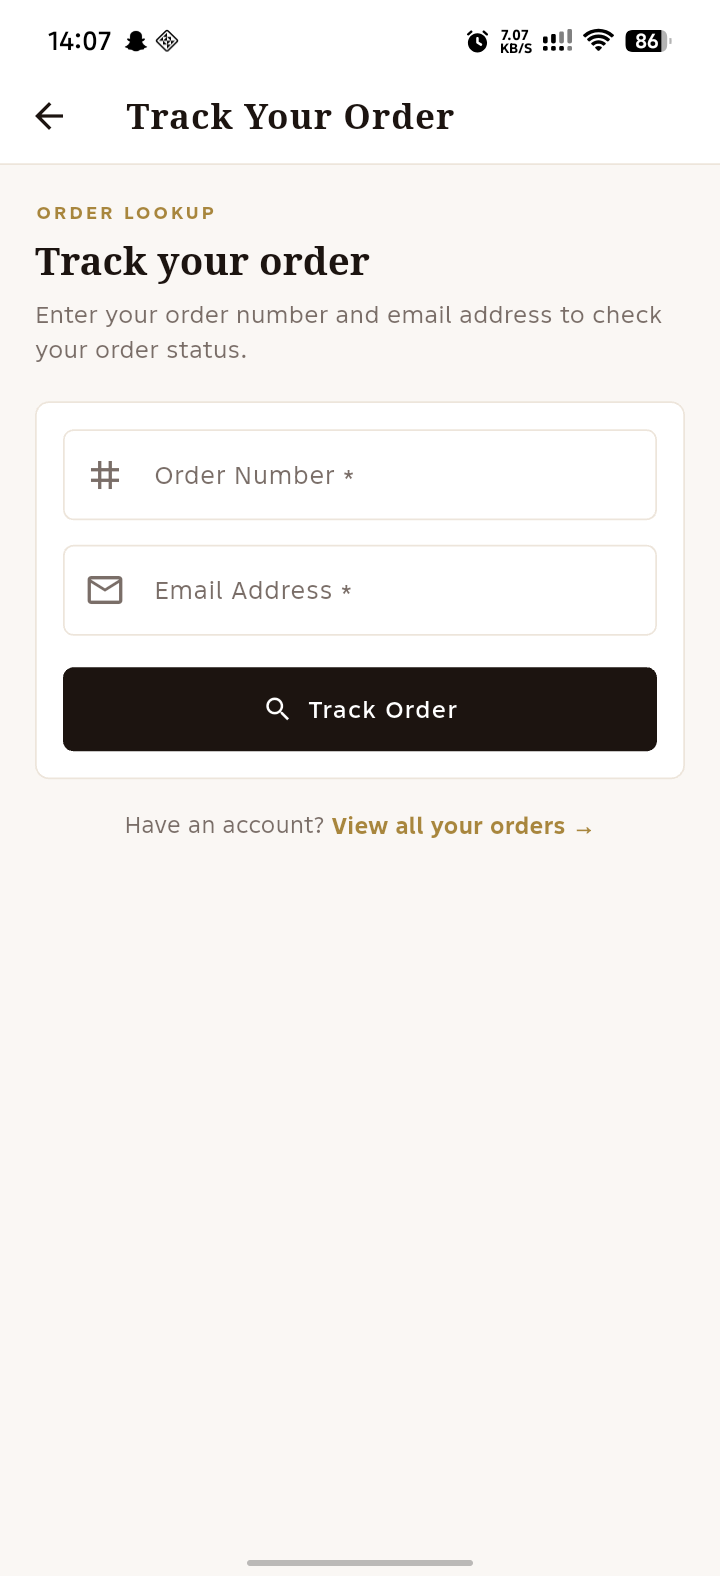 14:07
7.07
KB/S
86
Track Your Order
ORDER LOOKUP
Track your order
Enter your order number and email address to check
your order status.
Order Number *
Email Address *
Track Order
Have an account? View all your orders →